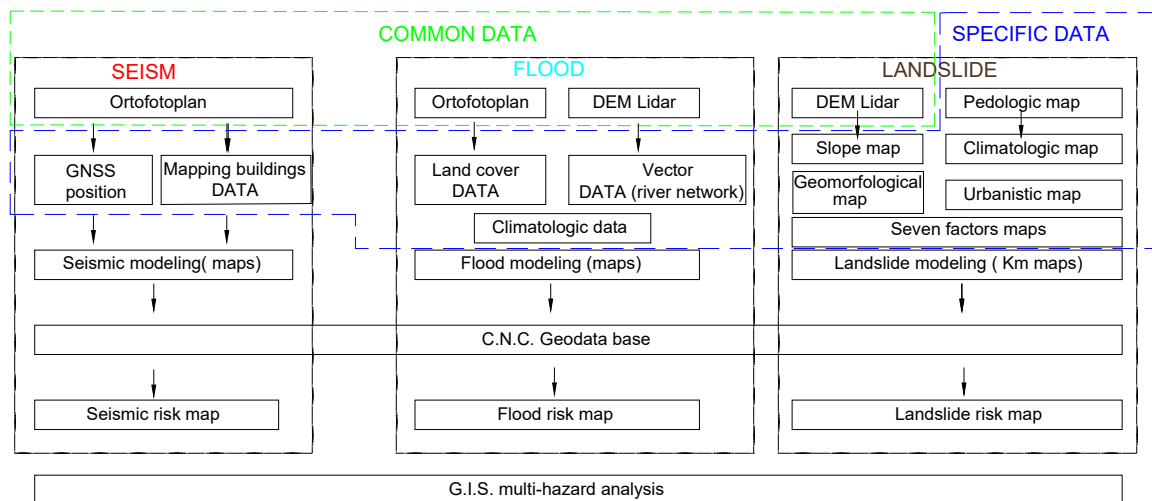 COMMON DATA
SPECIFIC DATA
SEISM
FLOOD
LANDSLIDE
Ortofotoplan
Ortofotoplan
DEM Lidar
DEM Lidar
Pedologic map
GNSS
position
Mapping buildings
DATA
Land cover
DATA
Vector
DATA (river network)
Slope map
Climatologic map
Geomorfological
map
Urbanistic map
Climatologic data
Seven factors maps
Seismic modeling( maps)
Flood modeling (maps)
Landslide modeling ( Km maps)
C.N.C. Geodata base
Seismic risk map
Flood risk map
Landslide risk map
G.I.S. multi-hazard analysis